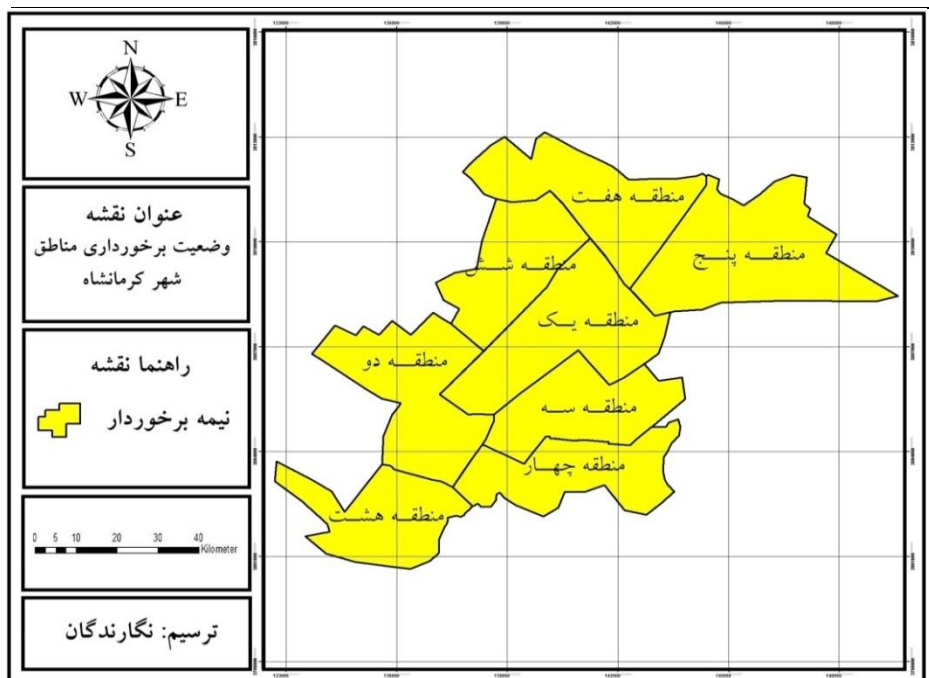 N
W E
S
عنوان نقشه
وضعیت برخورداری مناطق
شهر کرمانشاه
راهنما نقشه
نیمه برخوردار
0 5 10 20 30 40
Kilometer
ترسیم: نگارندگان
منطقه هفت
منطقه پنج
منطقه شش
منطقه یک
منطقه دو
منطقه سه
منطقه چهار
منطقه هشت